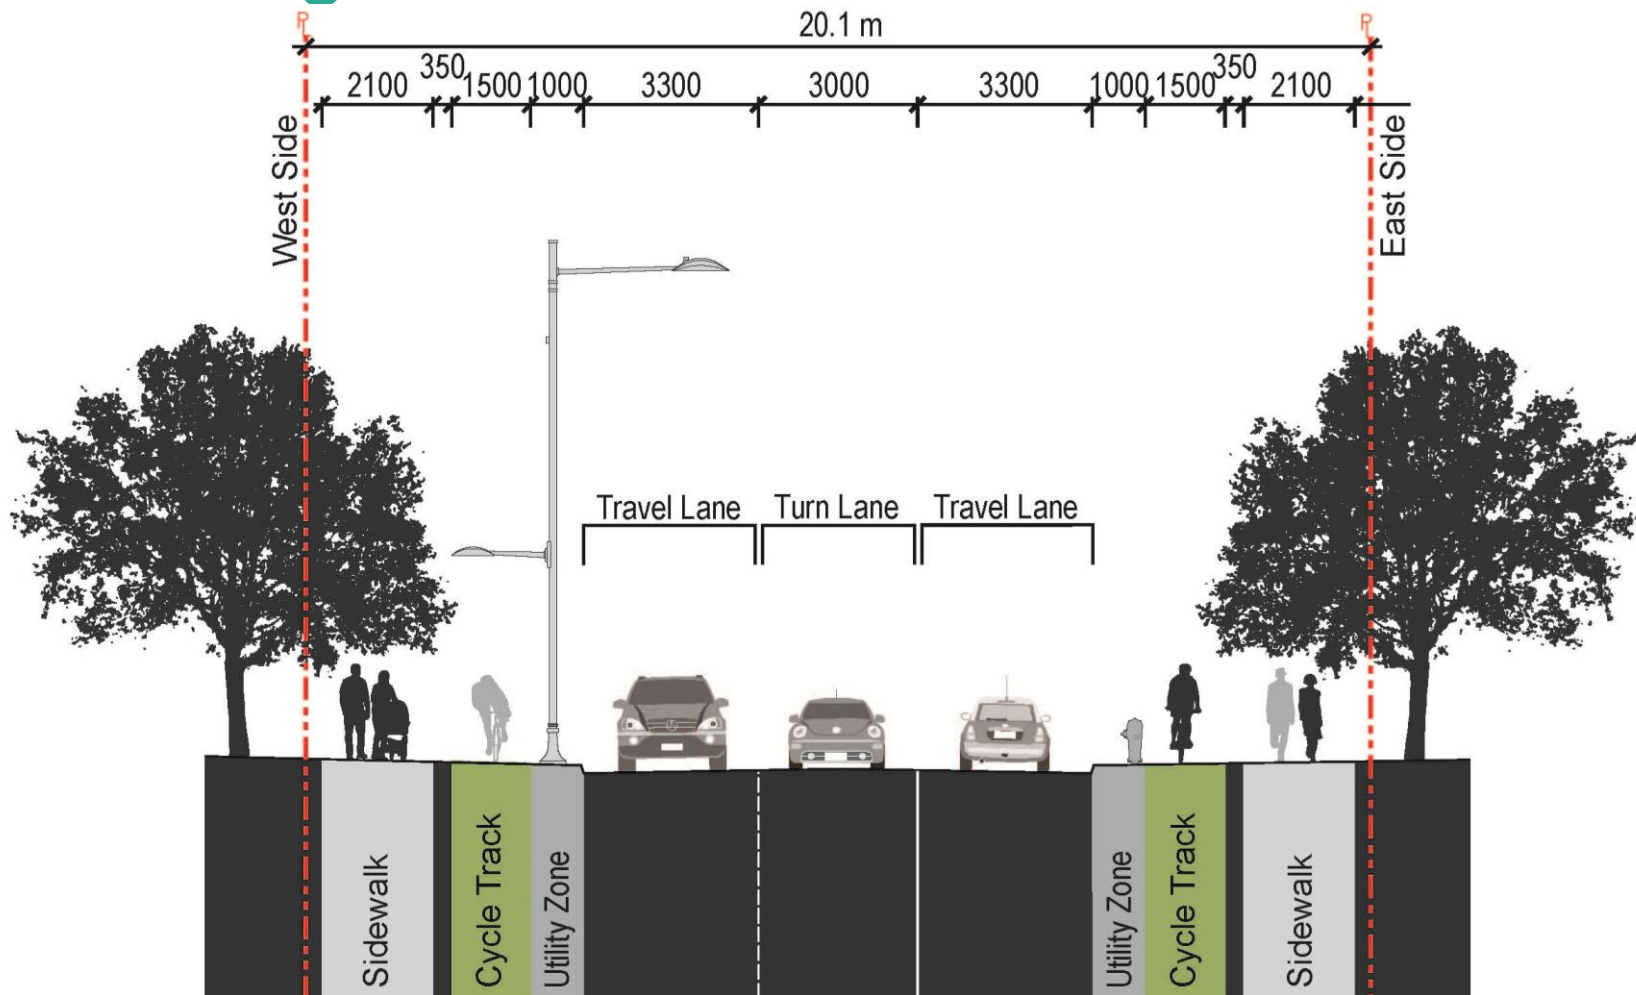 20.1 m
2100 350 1500 1000 3300 3000 3300 1000 1500 350 2100
West Side
East Side
Travel Lane Turn Lane Travel Lane
Sidewalk
Cycle Track
Utility Zone
Utility Zone
Cycle Track
Sidewalk